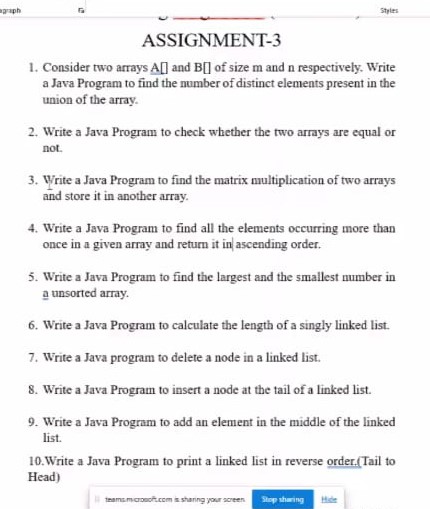 Styles
ASSIGNMENT-3
1. Consider two arrays A[] and B[] of size m and n respectively. Write
a Java Program to find the number of distinct elements present in the
union of the array.
2. Write a Java Program to check whether the two arrays are equal or
not.
3. Write a Java Program to find the matrix multiplication of two arrays
and store it in another array.
4. Write a Java Program to find all the elements occurring more than
once in a given array and return it in ascending order.
5. Write a Java Program to find the largest and the smallest number in
a unsorted array.
6. Write a Java Program to calculate the length of a singly linked list.
7. Write a Java program to delete a node in a linked list.
8. Write a Java Program to insert a node at the tail of a linked list.
9. Write a Java Program to add an element in the middle of the linked
list.
10.Write a Java Program to print a linked list in reverse order.(Tail to
Head)
teams.microsoft.com is sharing your screen. Stop sharing Hide